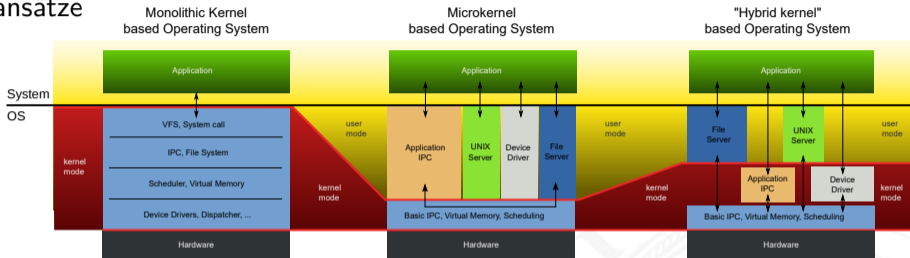 ansätze
Monolithic Kernel
based Operating System
Microkernel
based Operating System
"Hybrid kernel"
based Operating System
Application
Application
Application
System
OS
VFS, System call
IPC, File System
Scheduler, Virtual Memory
Device Drivers, Dispatcher, ...
Hardware
kernel
mode
kernel
mode
user
mode
Application
IPC
UNIX
Server
Device
Driver
File
Server
Basic IPC, Virtual Memory, Scheduling
Hardware
user
mode
kernel
mode
File
Server
UNIX
Server
Application
IPC
Device
Driver
Basic IPC, Virtual Memory, Scheduling
Hardware
user
mode
kernel
mode